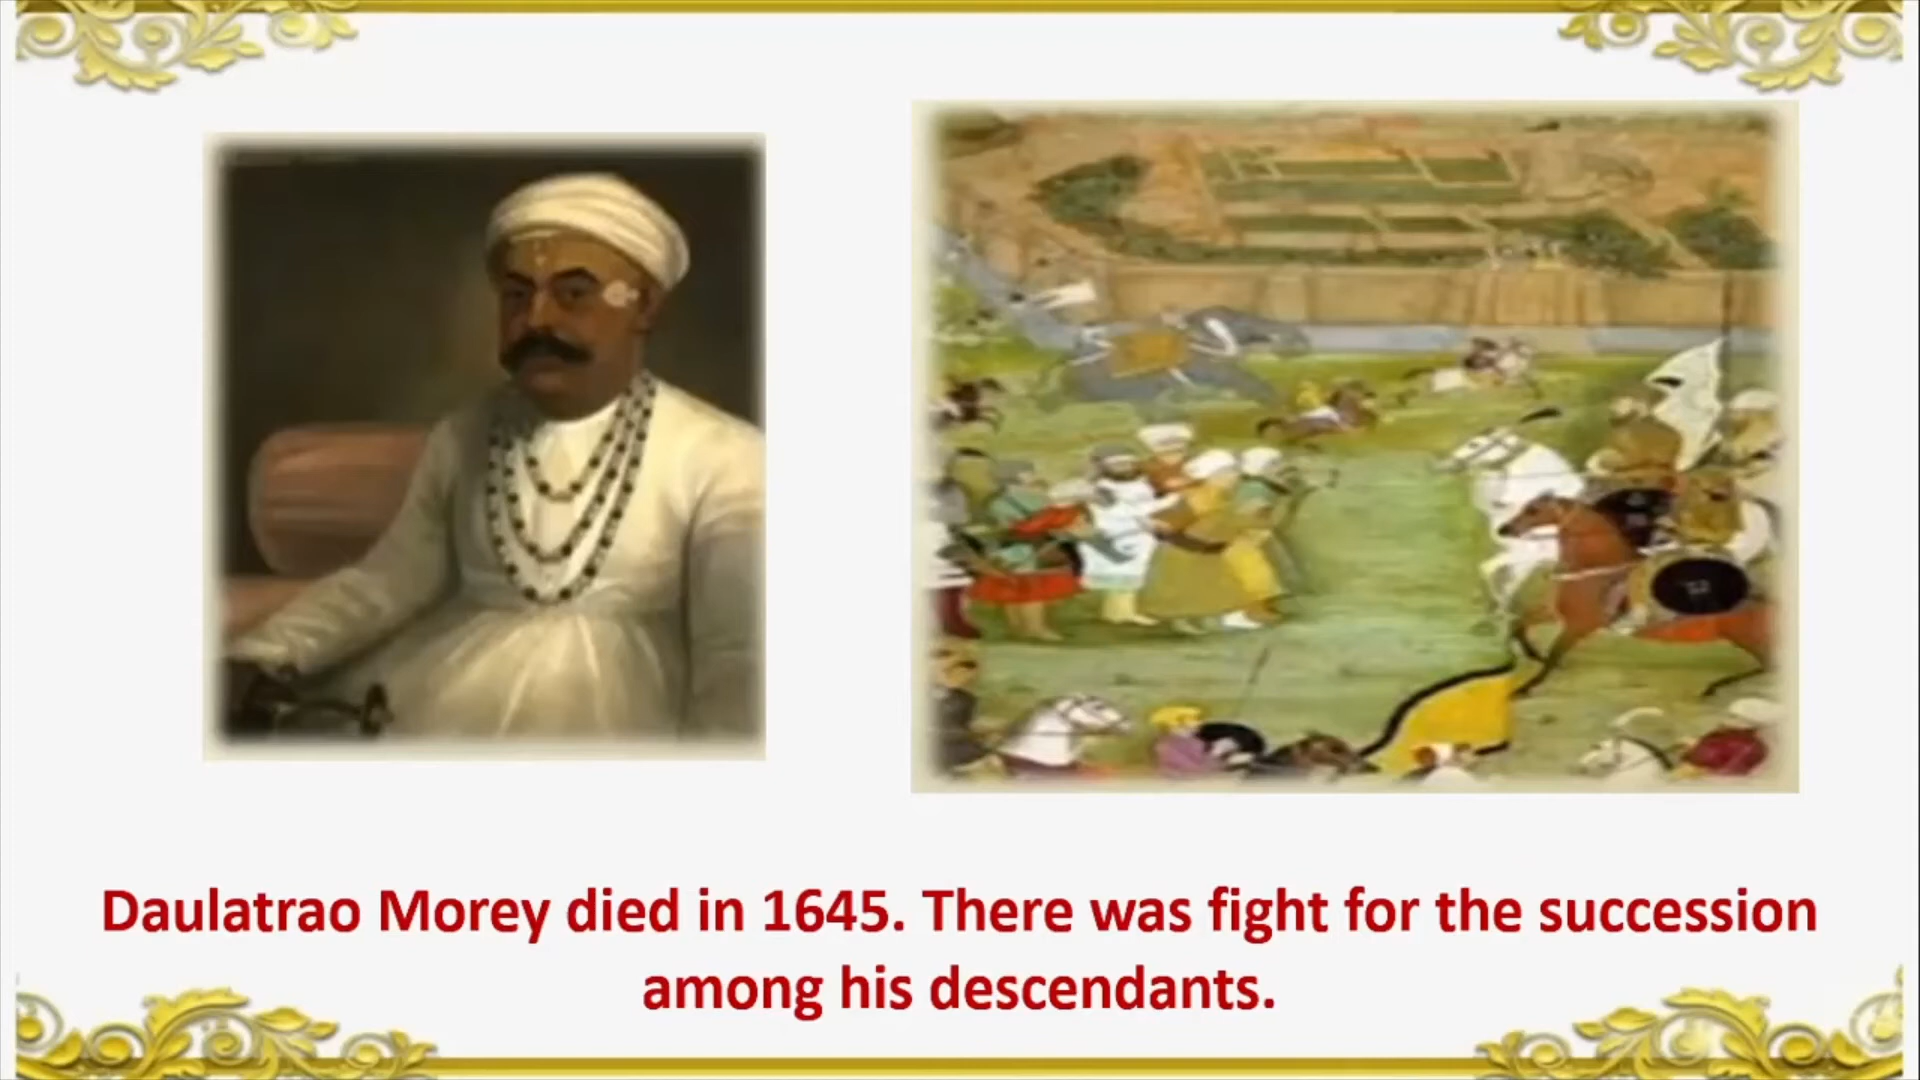 Daulatrao Morey died in 1645. There was fight for the succession
among his descendants.